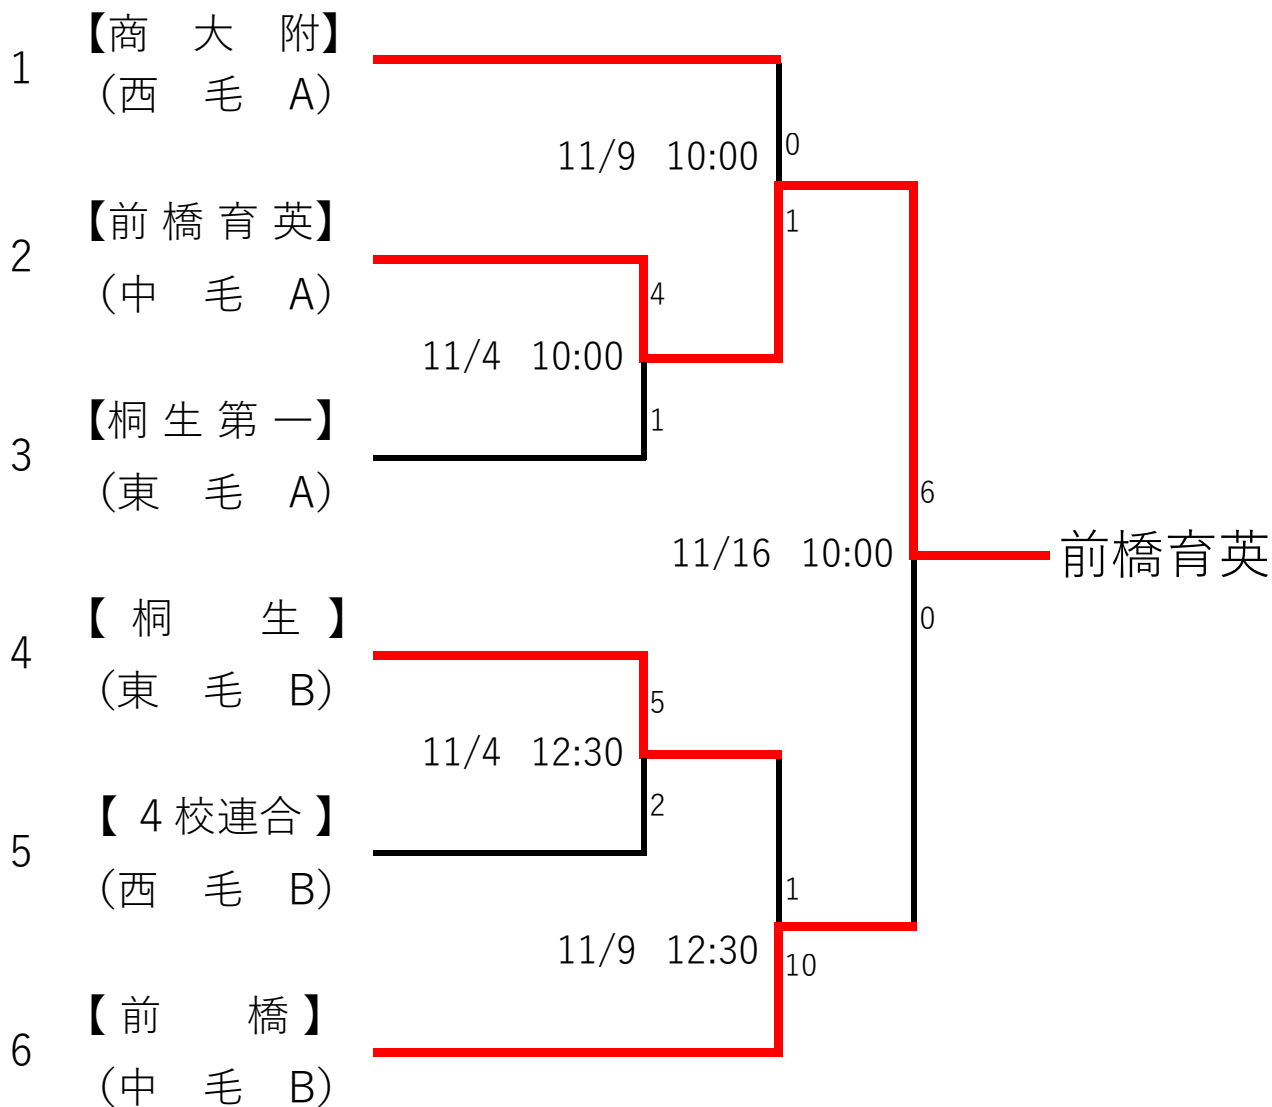 1
【商　大　附】
（西　毛　A）
11/9 10:00
0
1
2
【前 橋 育 英】
（中　毛　A）
4
11/4 10:00
1
3
【桐 生 第 一】
（東　毛　A）
6
11/16 10:00
前橋育英
0
4
【 桐　　生 】
（東　毛　B）
5
11/4 12:30
2
5
【 4 校連合 】
（西　毛　B）
1
11/9 12:30
10
6
【 前　　橋 】
（中　毛　B）